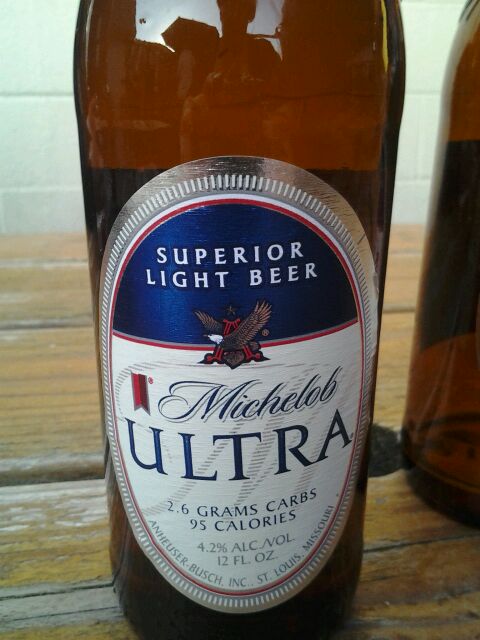 SUPERIOR
LIGHT BEER
Michelob
ULTRA
2.6 GRAMS CARBS
95 CALORIES
4.2% ALC./VOL.
12 FL. OZ.
ANHEUSER-BUSCH, INC., ST. LOUIS, MISSOURI